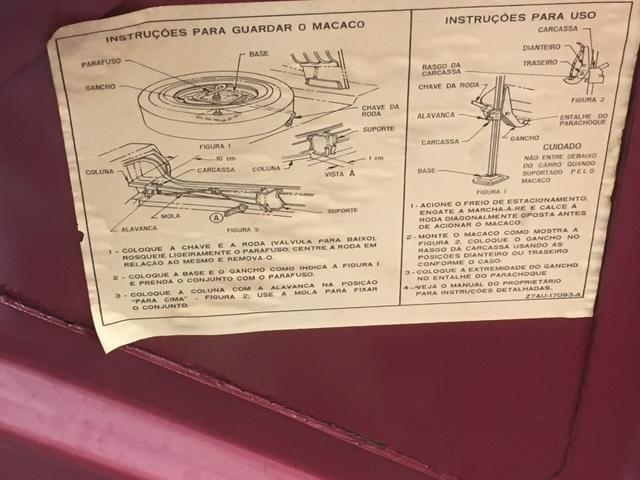 INSTRUÇÕES PARA GUARDAR O MACACO
PARAFUSO
BASE
GANCHO
CHAVE DA
RODA
SUPORTE
FIGURA 1
10 cm
COLUNA
CARCASSA
COLUNA
VISTA A
1 cm
ALAVANCA
MOLA
A
FIGURA 2
SUPORTE
1 - COLOQUE A CHAVE E A RODA (VÁLVULA PARA BAIXO),
ROSQUEIE LIGEIRAMENTE O PARAFUSO, CENTRE A RODA EM
RELAÇÃO AO MESMO E REMOVA-O.
2 - COLOQUE A BASE E O GANCHO COMO INDICA A FIGURA 1
E PRENDA O CONJUNTO COM O PARAFUSO.
3 - COLOQUE A COLUNA COM A ALAVANCA NA POSIÇÃO
"PARA CIMA" - FIGURA 2; USE A MOLA PARA FIXAR
O CONJUNTO.
INSTRUÇÕES PARA USO
CARCASSA
DIANTEIRO
TRASEIRO
RASGO DA
CARCASSA
CHAVE DA RODA
FIGURA 2
ALAVANCA
ENTALHE DO
PARACHOQUE
CARCASSA
GANCHO
CUIDADO
NÃO ENTRE DEBAIXO
DO CARRO QUANDO
SUPORTADO PELO
MACACO
BASE
FIGURA 1
1 - ACIONE O FREIO DE ESTACIONAMENTO,
ENGATE A MARCHA-À-RÉ E CALCE A
RODA DIAGONALMENTE OPOSTA ANTES
DE ACIONAR O MACACO.
2 - MONTE O MACACO COMO MOSTRA A
FIGURA 2. COLOQUE O GANCHO NO
RASGO DA CARCASSA USANDO AS
POSIÇÕES DIANTEIRO OU TRASEIRO
CONFORME O CASO.
3 - COLOQUE A EXTREMIDADE DO GANCHO
NO ENTALHE DO PARACHOQUE
4 - VEJA O MANUAL DO PROPRIETÁRIO
PARA INSTRUÇÕES DETALHADAS.
Z7AU-17093-A